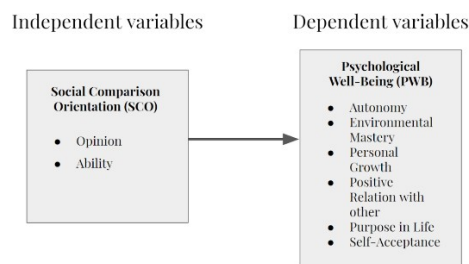 Independent variables
Dependent variables
Social Comparison
Orientation (SCO)
● Opinion
● Ability
Psychological
Well-Being (PWB)
● Autonomy
● Environmental
Mastery
● Personal
Growth
● Positive
Relation with
other
● Purpose in Life
● Self-Acceptance